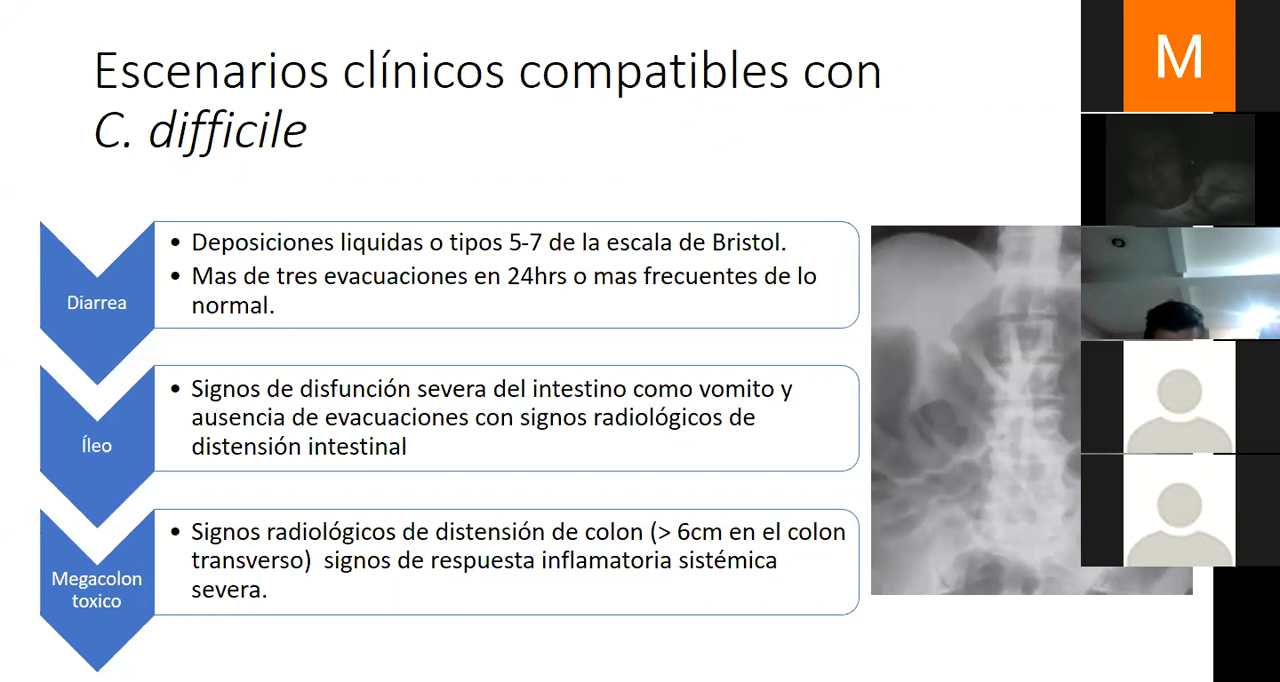 Escenarios clínicos compatibles con
C. difficile
M
Diarrea
• Deposiciones liquidas o tipos 5-7 de la escala de Bristol.
• Mas de tres evacuaciones en 24hrs o mas frecuentes de lo
normal.
Íleo
• Signos de disfunción severa del intestino como vomito y
ausencia de evacuaciones con signos radiológicos de
distensión intestinal
Megacolon
toxico
• Signos radiológicos de distensión de colon (> 6cm en el colon
transverso)  signos de respuesta inflamatoria sistémica
severa.